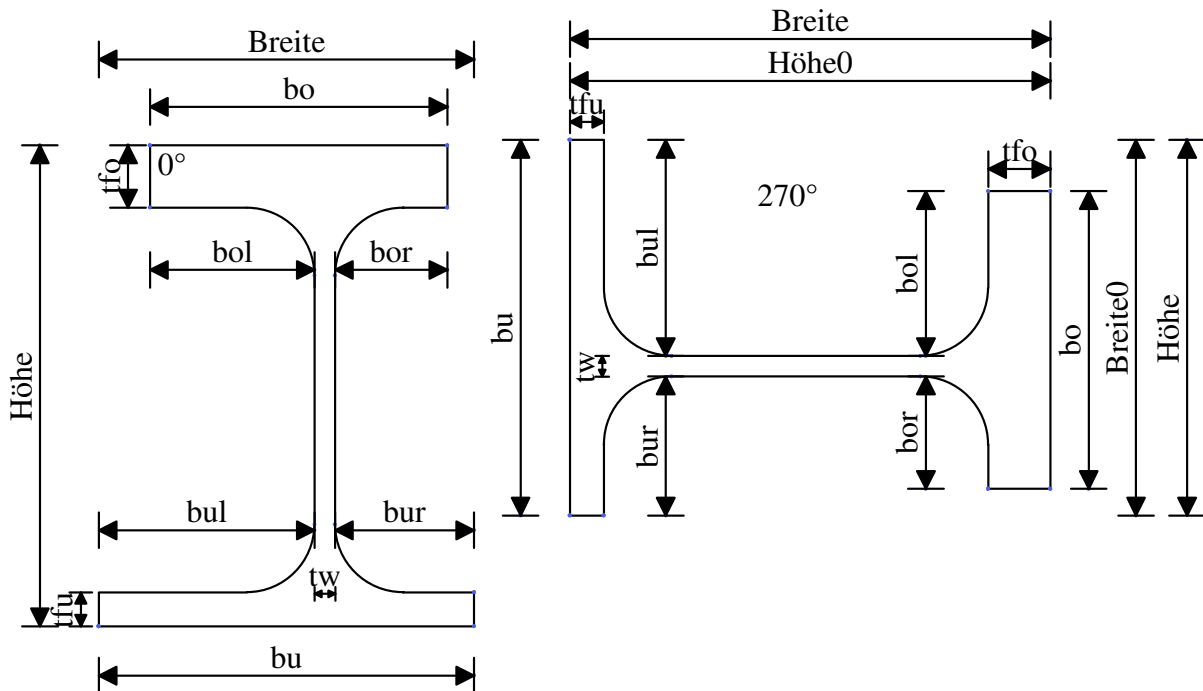 Breite
bo
tfo
0°
bol
bor
Höhe
bul
bur
tw
tfu
bu
Breite
Höhe0
tfu
tfo
270°
bul
bol
bu
tw
bo
Breite0
Höhe
bur
bor